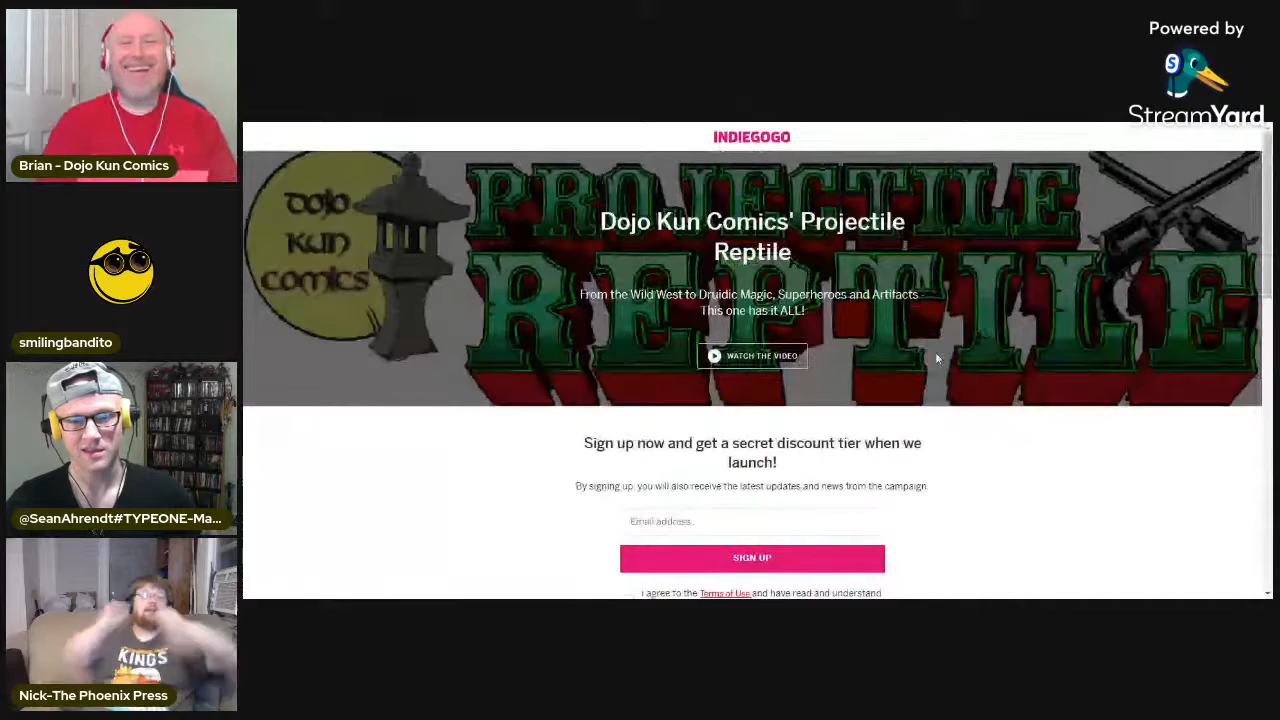 Powered by
StreamYard
Brian - Dojo Kun Comics
smilingbandito
@SeanAhrendt#TYPEONE-Ma...
KINGS
Nick-The Phoenix Press
INDIEGOGO
DOJO
KUN
COMICS
PROJECTILE
REPTILE
Dojo Kun Comics' Projectile
Reptile
From the Wild West to Druidic Magic, Superheroes and Artifacts
This one has it ALL!
WATCH THE VIDEO
Sign up now and get a secret discount tier when we
launch!
By signing up, you will also receive the latest updates and news from the campaign.
Email address
SIGN UP
I agree to the Terms of Use and have read and understand